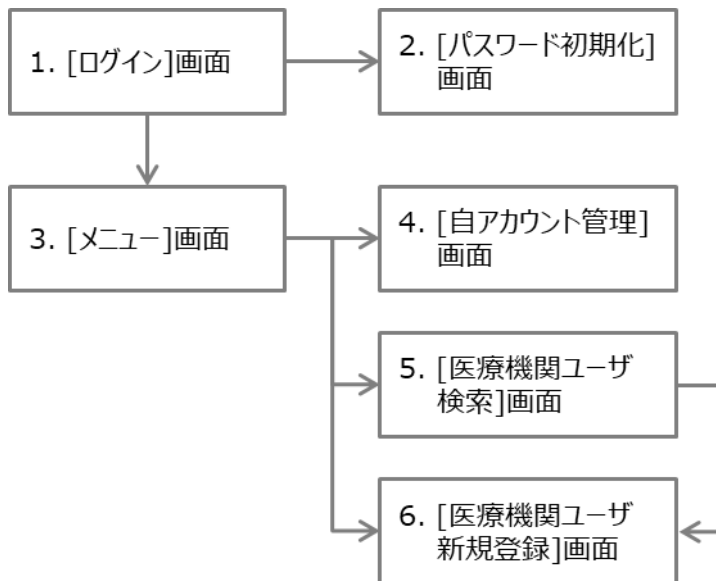 1. [ログイン]画面
2. [パスワード初期化]
画面
3. [メニュー]画面
4. [自アカウント管理]
画面
5. [医療機関ユーザ
検索]画面
6. [医療機関ユーザ
新規登録]画面